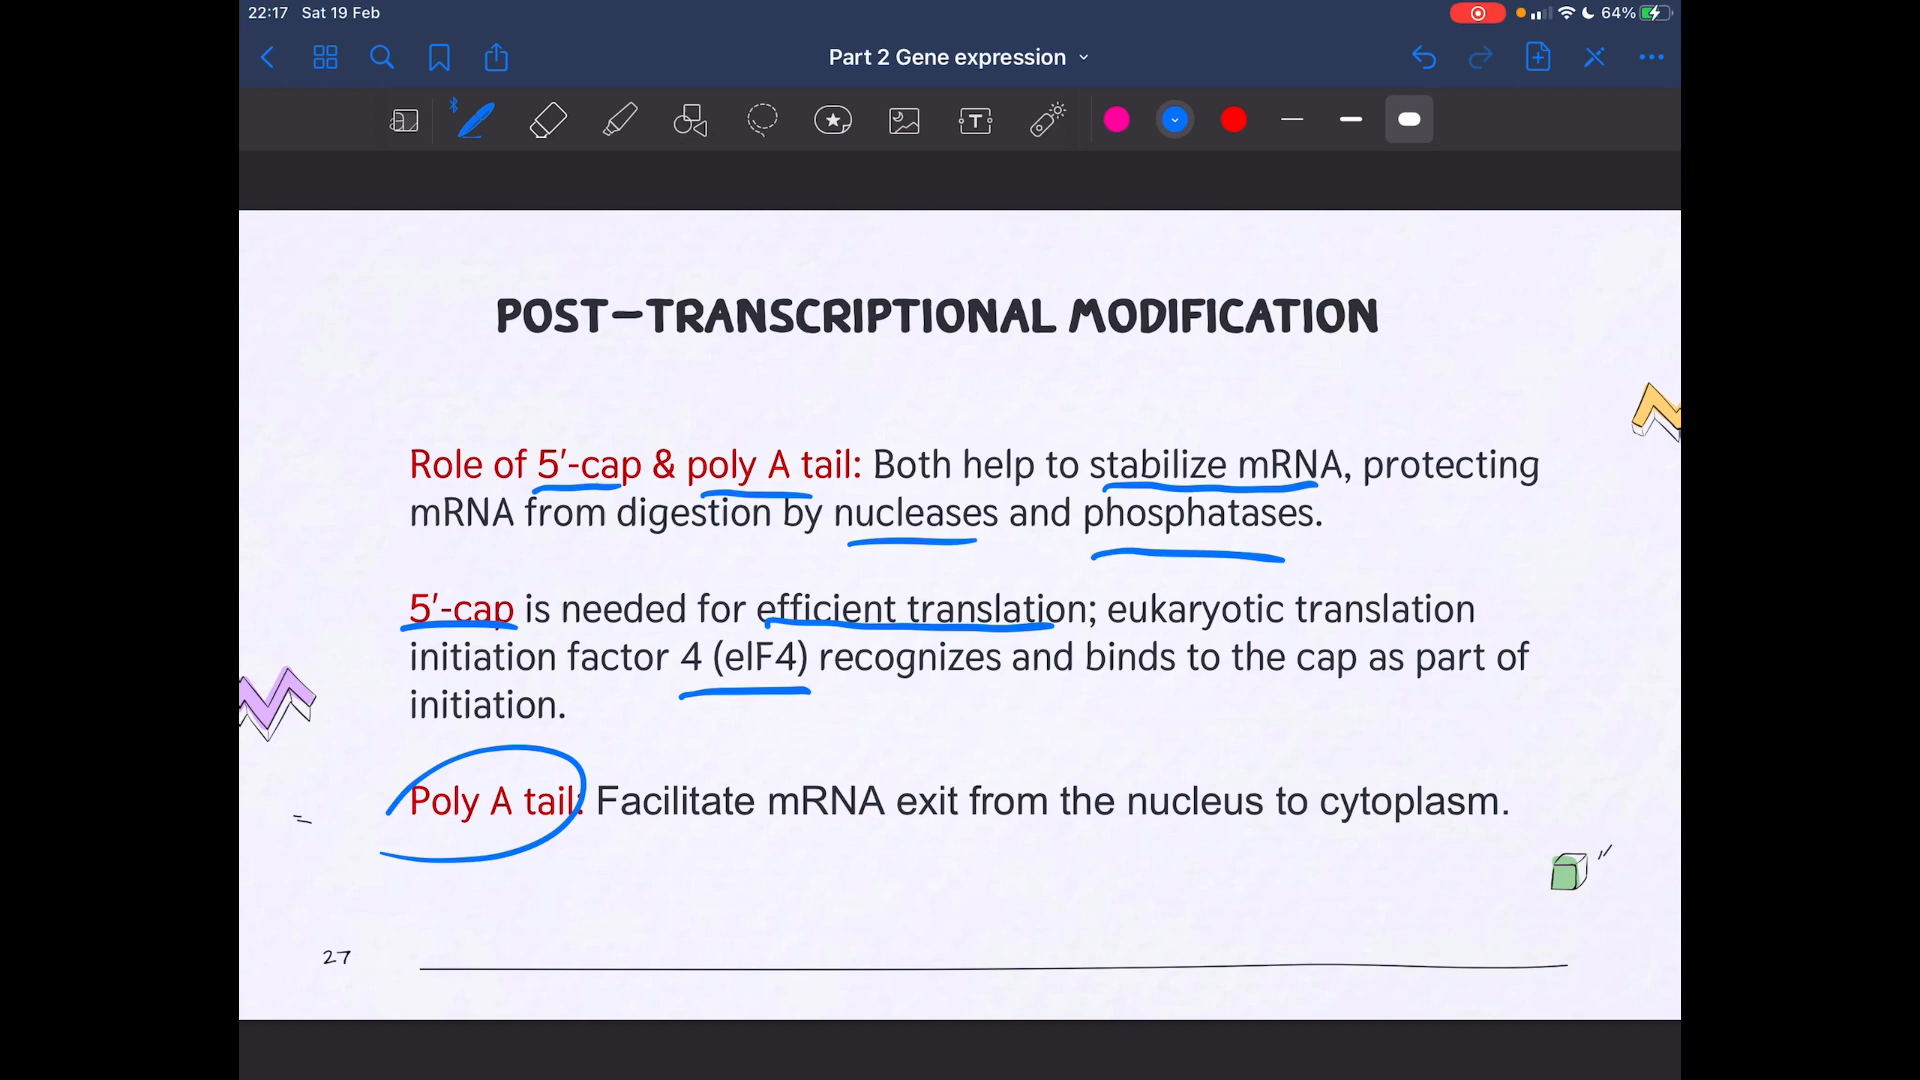 22:17 Sat 19 Feb
64%
Part 2 Gene expression
POST-TRANSCRIPTIONAL MODIFICATION
Role of 5′-cap & poly A tail: Both help to stabilize mRNA, protecting
mRNA from digestion by nucleases and phosphatases.
5′-cap is needed for efficient translation; eukaryotic translation
initiation factor 4 (eIF4) recognizes and binds to the cap as part of
initiation.
Poly A tail: Facilitate mRNA exit from the nucleus to cytoplasm.
27